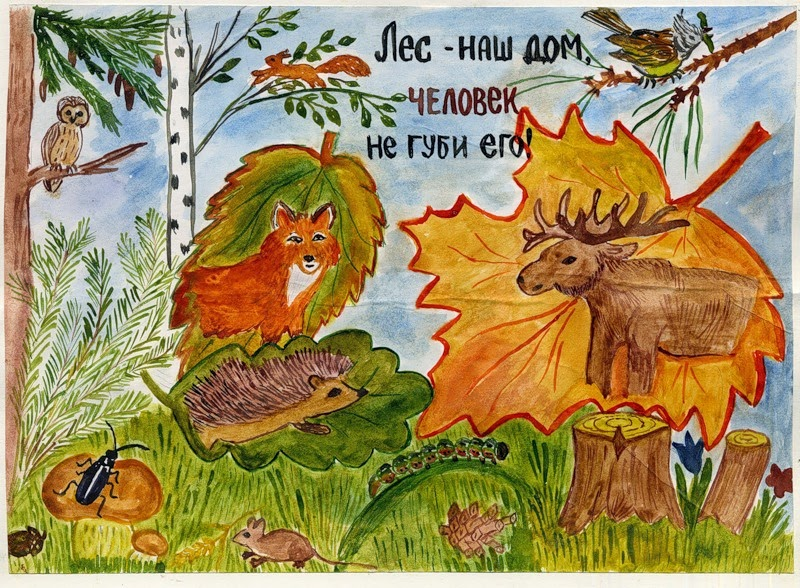 Лес - наш дом,
человек
не губи его!